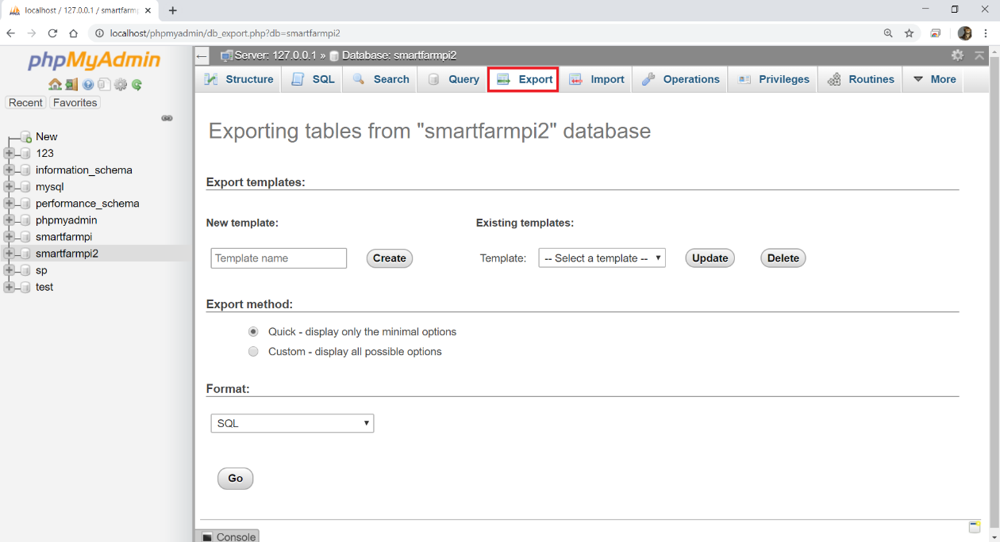 localhost / 127.0.0.1 / smartfarmp
localhost/phpmyadmin/db_export.php?db=smartfarmpi2
phpMyAdmin
Recent Favorites
New
123
information_schema
mysql
performance_schema
phpmyadmin
smartfarmpi
smartfarmpi2
sp
test
Server: 127.0.0.1 » Database: smartfarmpi2
Structure SQL Search Query Export Import Operations Privileges Routines More
Exporting tables from "smartfarmpi2" database
Export templates:
New template: Existing templates:
Template name Create Template: -- Select a template -- Update Delete
Export method:
Quick - display only the minimal options
Custom - display all possible options
Format:
SQL
Go
Console